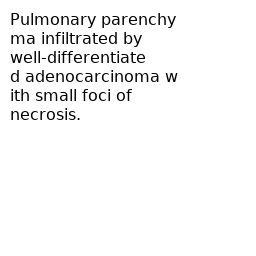 Pulmonary parenchy
ma infiltrated by
well-differentiate
d adenocarcinoma w
ith small foci of
necrosis.